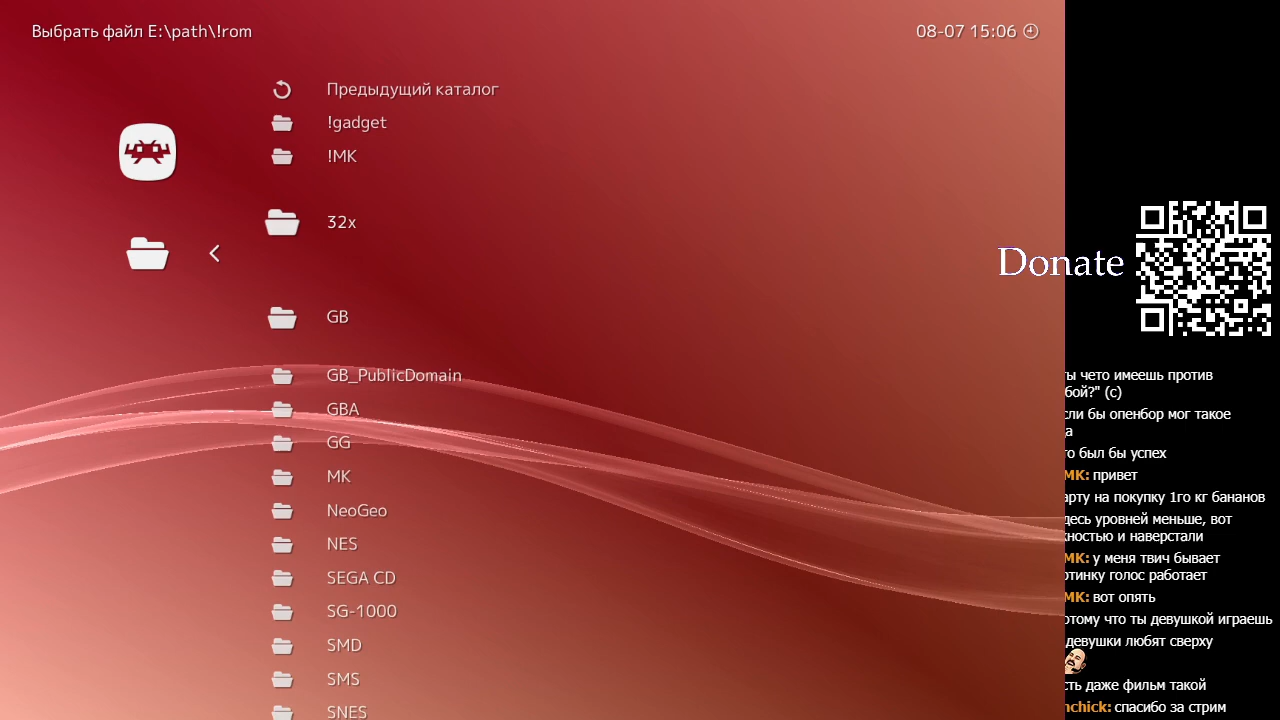 Выбрать файл E:\path\!rom
08-07 15:06
Предыдущий каталог
!gadget
!MK
32x
GB
GB_PublicDomain
GBA
GG
MK
NeoGeo
NES
SEGA CD
SG-1000
SMD
SMS
SNES
Donate
ты чето имеешь против
бой?" (с)
сли бы опенбор мог такое
да
то был бы успех
MK: привет
арту на покупку 1го кг бананов
десь уровней меньше, вот
жностью и наверстали
MK: у меня твич бывает
ртинку голос работает
MK: вот опять
отому что ты девушкой играешь
девушки любят сверху
сть даже фильм такой
nchick: спасибо за стрим